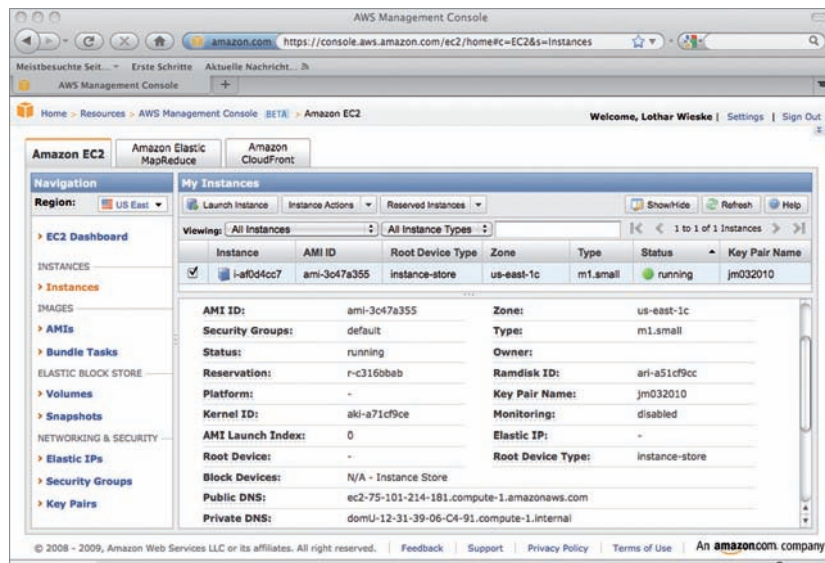 AWS Management Console
amazon.com https://console.aws.amazon.com/ec2/home#c=EC2&s=Instances
Meistbesuchte Seit... Erste Schritte Aktuelle Nachricht...
AWS Management Console +
Home > Resources > AWS Management Console BETA > Amazon EC2 Welcome, Lothar Wieske | Settings | Sign Out
Amazon EC2 Amazon Elastic MapReduce Amazon CloudFront
Navigation My Instances
Region: US East Launch Instance Instance Actions Reserved Instances Show/Hide Refresh Help
Viewing: All Instances All Instance Types 1 to 1 of 1 Instances
EC2 Dashboard
Instance AMI ID Root Device Type Zone Type Status Key Pair Name
INSTANCES
i-af0d4cc7 ami-3c47a355 instance-store us-east-1c m1.small running jm032010
Instances
IMAGES
AMIs
Bundle Tasks
ELASTIC BLOCK STORE
Volumes
Snapshots
NETWORKING & SECURITY
Elastic IPs
Security Groups
Key Pairs
AMI ID: ami-3c47a355 Zone: us-east-1c
Security Groups: default Type: m1.small
Status: running Owner:
Reservation: r-c316bbab Ramdisk ID: ari-a51cf9cc
Platform: - Key Pair Name: jm032010
Kernel ID: aki-a71cf9ce Monitoring: disabled
AMI Launch Index: 0 Elastic IP: -
Root Device: - Root Device Type: instance-store
Block Devices: N/A - Instance Store
Public DNS: ec2-75-101-214-181.compute-1.amazonaws.com
Private DNS: domU-12-31-39-06-C4-91.compute-1.internal
© 2008 - 2009, Amazon Web Services LLC or its affiliates. All right reserved. | Feedback | Support | Privacy Policy | Terms of Use | An amazon.com company